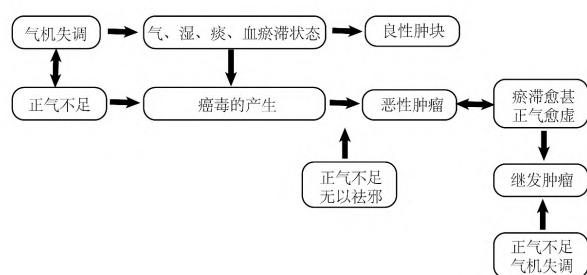 气机失调
气、湿、痰、血瘀滞状态
良性肿块
正气不足
癌毒的产生
恶性肿瘤
瘀滞愈甚
正气愈虚
正气不足
无以祛邪
继发肿瘤
正气不足
气机失调